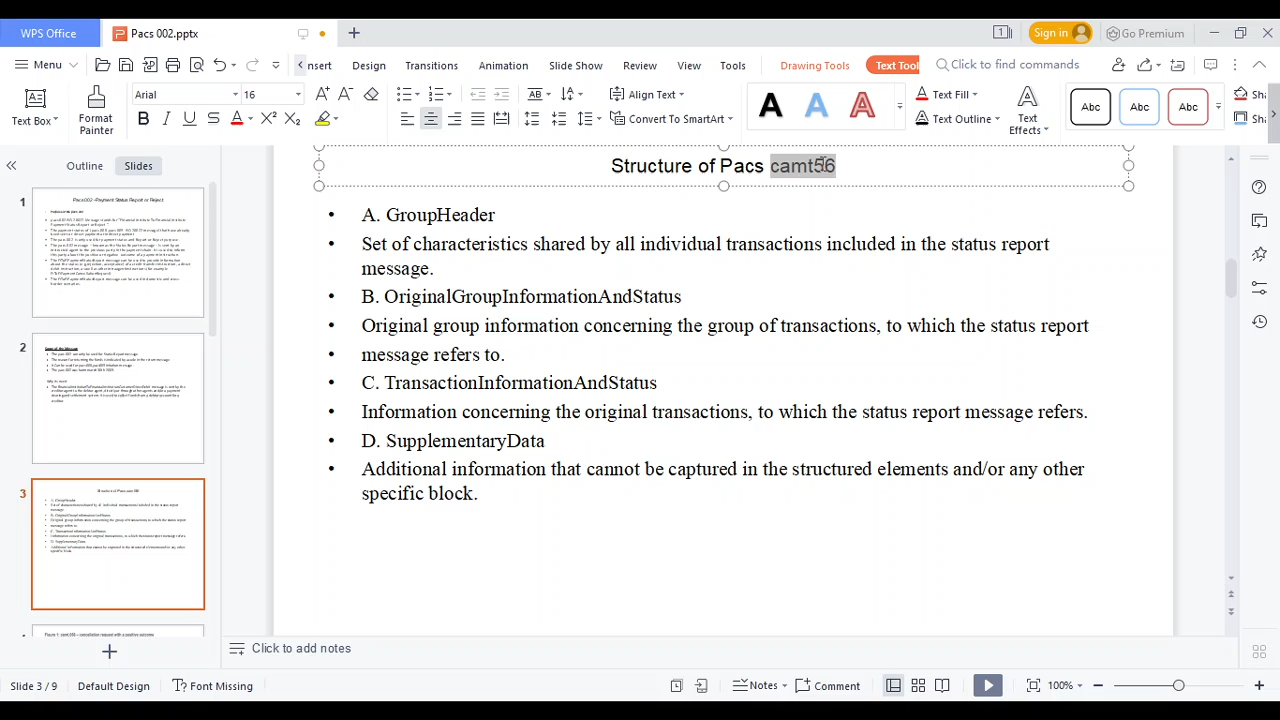 WPS Office
Pacs 002.pptx
Sign in
Go Premium
Menu
nsert
Design
Transitions
Animation
Slide Show
Review
View
Tools
Drawing Tools
Text Tool
Click to find commands
Text Box
Format
Painter
Arial
16
Align Text
Convert To SmartArt
Text Fill
Text Outline
Text
Effects
Abc
Abc
Abc
Outline
Slides
1
2
3
Structure of Pacs camt56
• A. GroupHeader
• Set of characteristics shared by all individual transactions included in the status report
message.
• B. OriginalGroupInformationAndStatus
• Original group information concerning the group of transactions, to which the status report
• message refers to.
• C. TransactionInformationAndStatus
• Information concerning the original transactions, to which the status report message refers.
• D. SupplementaryData
• Additional information that cannot be captured in the structured elements and/or any other
specific block.
Click to add notes
Slide 3 / 9
Default Design
Font Missing
Notes
Comment
100%